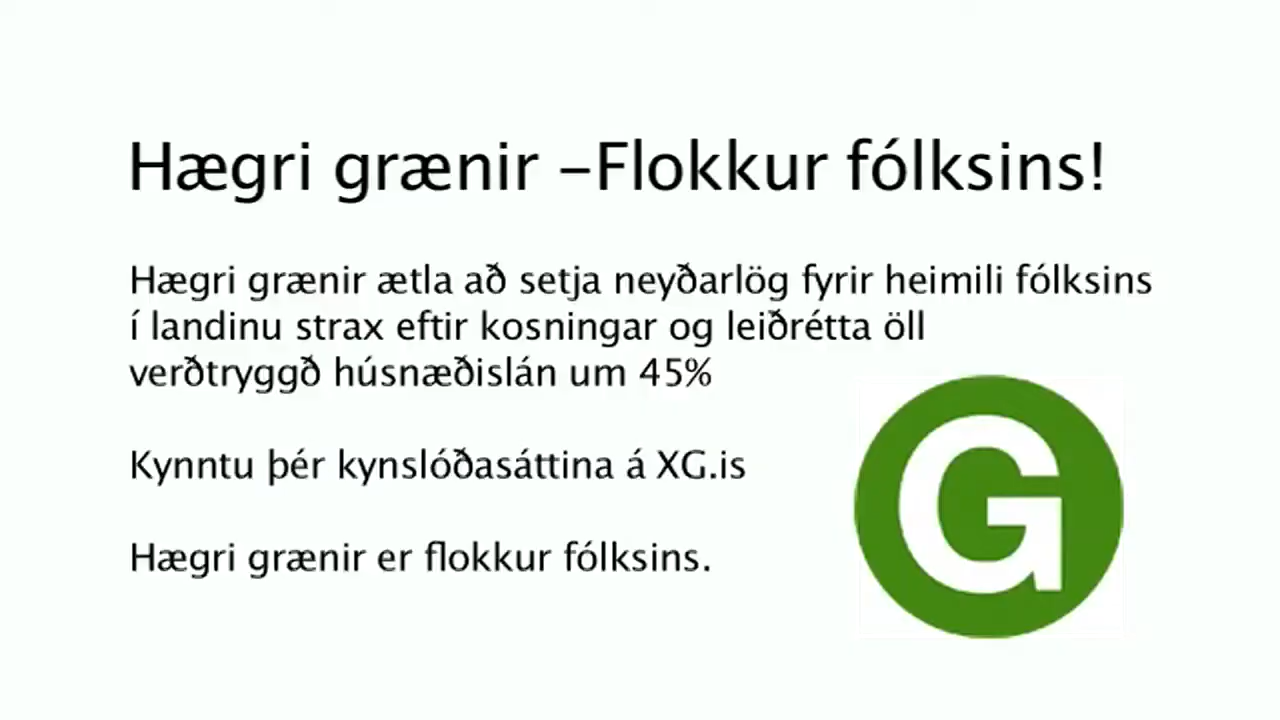 Hægri grænir –Flokkur fólksins!
Hægri grænir ætla að setja neyðarlög fyrir heimili fólksins
í landinu strax eftir kosningar og leiðrétta öll
verðtryggð húsnæðislán um 45%
Kynntu þér kynslóðasáttina á XG.is
Hægri grænir er flokkur fólksins.
G